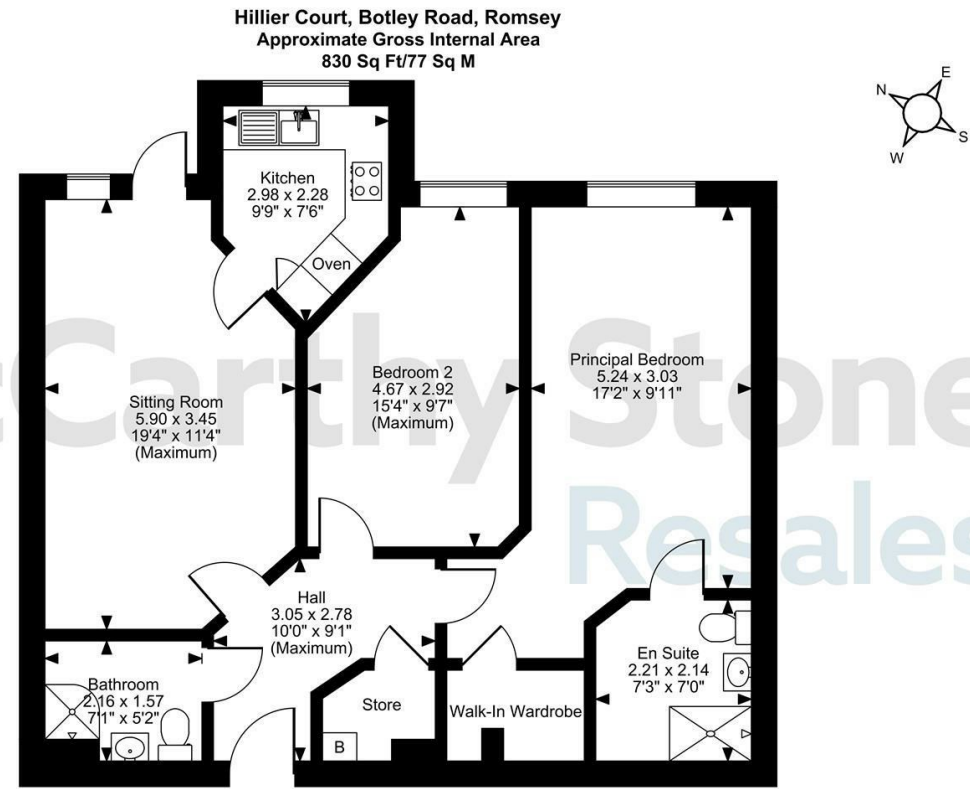 Hillier Court, Botley Road, Romsey
Approximate Gross Internal Area
830 Sq Ft/77 Sq M
E
N
S
W
Kitchen
2.98 x 2.28
9'9" x 7'6"
Oven
Sitting Room
5.90 x 3.45
19'4" x 11'4"
(Maximum)
Bedroom 2
4.67 x 2.92
15'4" x 9'7"
(Maximum)
Principal Bedroom
5.24 x 3.03
17'2" x 9'11"
cCarthy Stone
Resales
Hall
3.05 x 2.78
10'0" x 9'1"
(Maximum)
Bathroom
2.16 x 1.57
7'1" x 5'2"
Store
B
Walk-In Wardrobe
En Suite
2.21 x 2.14
7'3" x 7'0"